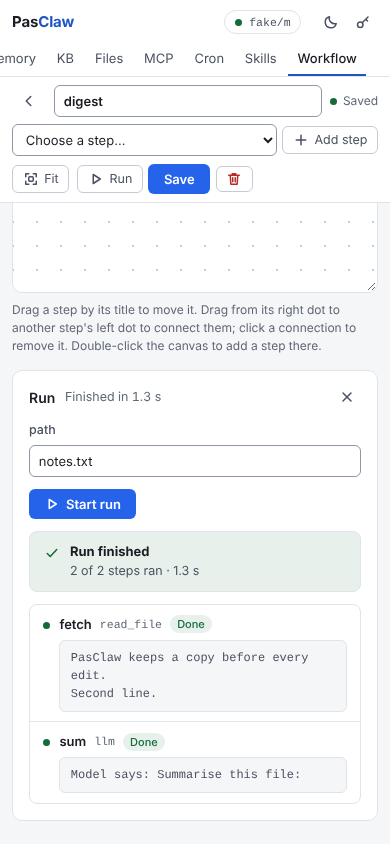 PasClaw
fake/m
emory KB Files MCP Cron Skills Workflow
digest
Saved
Choose a step...
Add step
Fit
Run
Save
Drag a step by its title to move it. Drag from its right dot to
another step's left dot to connect them; click a connection to
remove it. Double-click the canvas to add a step there.
Run Finished in 1.3 s
path
notes.txt
Start run
Run finished
2 of 2 steps ran · 1.3 s
fetch read_file Done
PasClaw keeps a copy before every
edit.
Second line.
sum llm Done
Model says: Summarise this file: